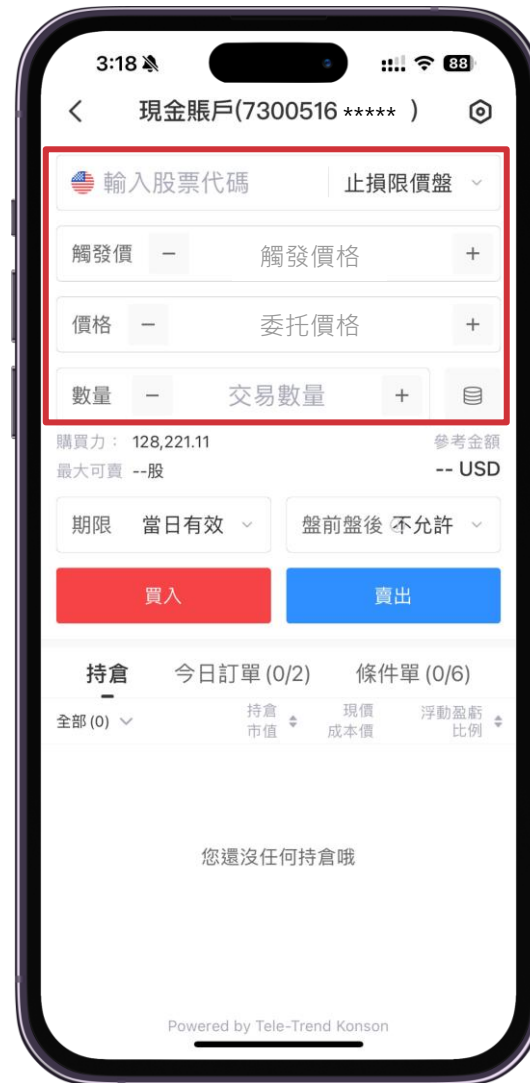 3:18 88
現金賬戶(7300516 ***** )
輸入股票代碼 止損限價盤
觸發價 − 觸發價格 +
價格 − 委托價格 +
數量 − 交易數量 +
購買力： 128,221.11 參考金額
最大可賣 --股 -- USD
期限 當日有效 盤前盤後 不允許
買入 賣出
持倉 今日訂單 (0/2) 條件單 (0/6)
全部 (0) 持倉 現價 浮動盈虧
市值 成本價 比例
您還沒任何持倉哦
Powered by Tele-Trend Konson